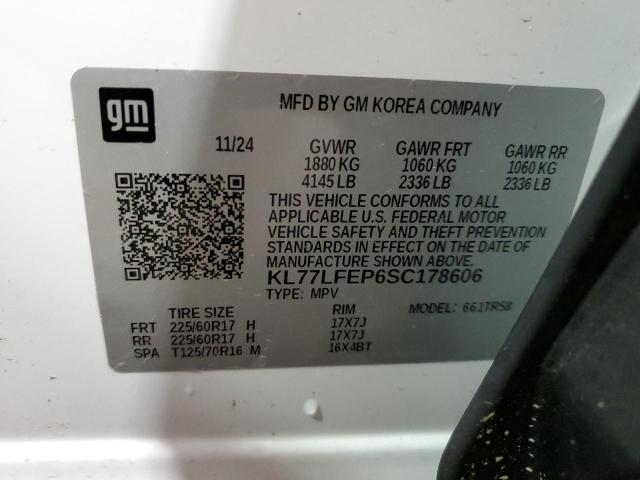 gm
MFD BY GM KOREA COMPANY
11/24 GVWR GAWR FRT GAWR RR
1880 KG 1060 KG 1060 KG
4145 LB 2336 LB 2336 LB
THIS VEHICLE CONFORMS TO ALL
APPLICABLE U.S. FEDERAL MOTOR
VEHICLE SAFETY AND THEFT PREVENTION
STANDARDS IN EFFECT ON THE DATE OF
MANUFACTURE SHOWN ABOVE.
KL77LFEP6SC178606
TYPE: MPV MODEL: 661TR58
TIRE SIZE RIM
FRT 225/60R17 H 17X7J
RR 225/60R17 H 17X7J
SPA T125/70R16 M 16X4BT